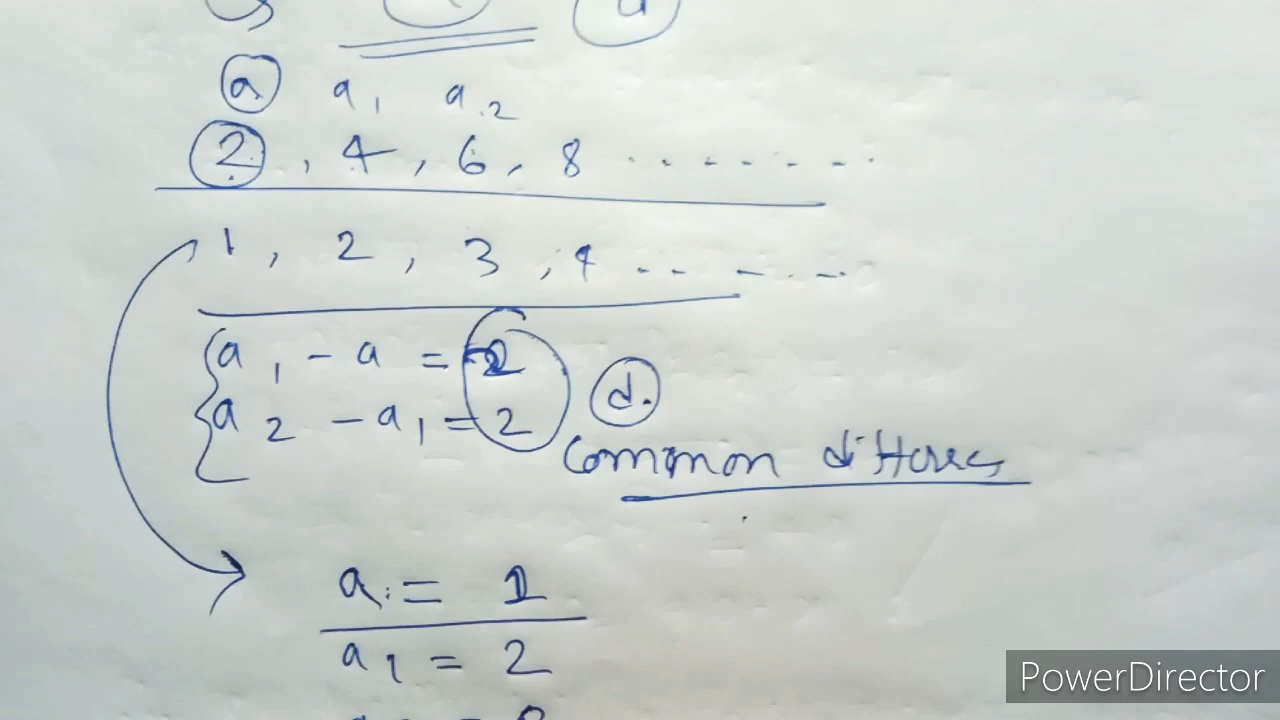 a a1 a2
2, 4, 6, 8 ........
1, 2, 3, 4 .......
a1 - a = 2
a2 - a1 = 2
d.
Common
a = 1
a1 = 2
PowerDirector